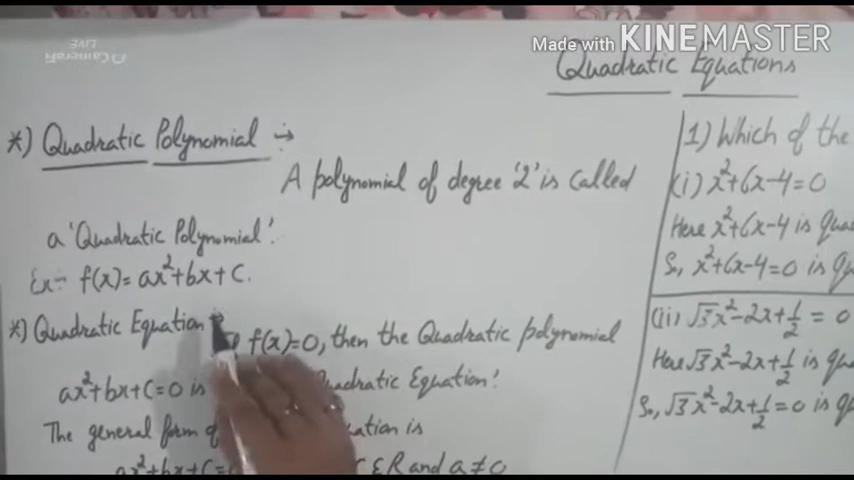 Made with KINEMASTER
Quadratic Equations
*) Quadratic Polynomial :→
A polynomial of degree '2' is called
a 'Quadratic Polynomial'.
Ex:- f(x) = ax²+bx+c.
*) Quadratic Equation
f(x)=0, then the Quadratic polynomial
ax²+bx+c=0 is Quadratic Equation'.
The general form of is
ax²+bx+c= ∈R and a≠0
1) Which of the
(i) x²+6x-4=0
Here x²+6x-4 is
So, x²+6x-4=0 is
(ii) √3x²-2x+1/2=0
Here √3x²-2x+1/2 is
So, √3x²-2x+1/2=0 is